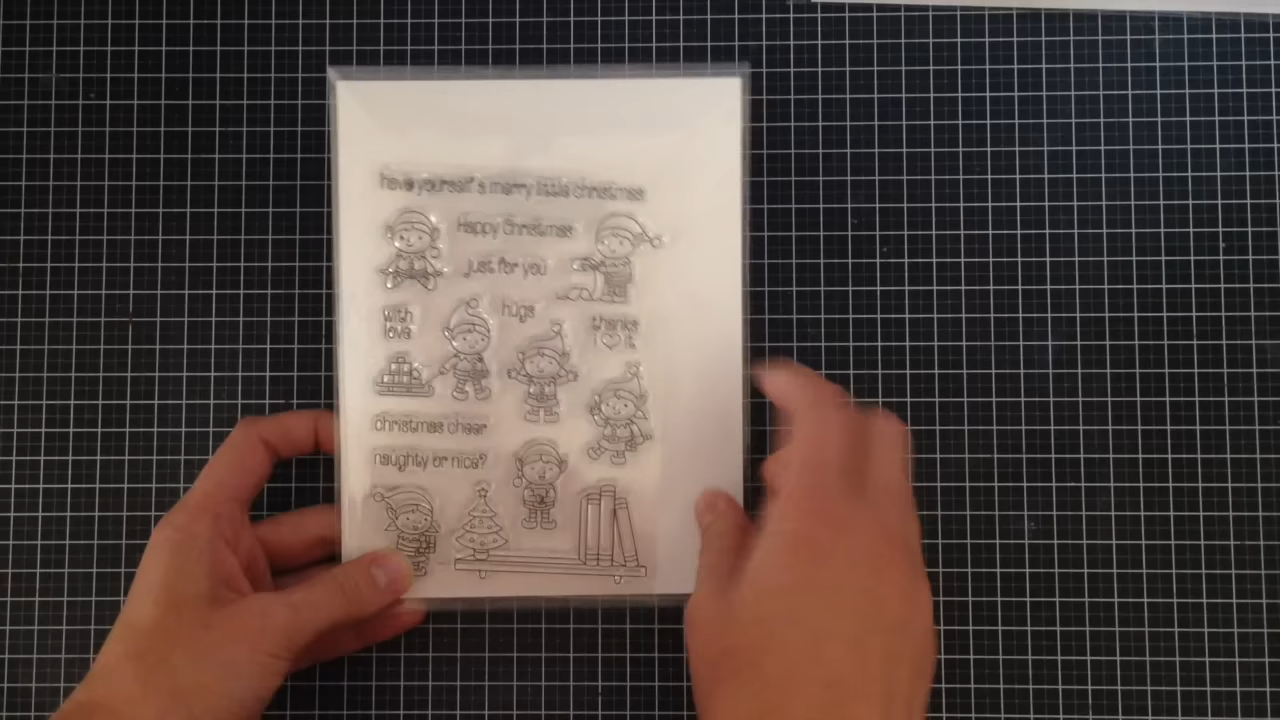 have yourself a merry little christmas
Happy Christmas
just for you
with
love
hugs
thanks
i ♡ it
christmas cheer
naughty or nice?